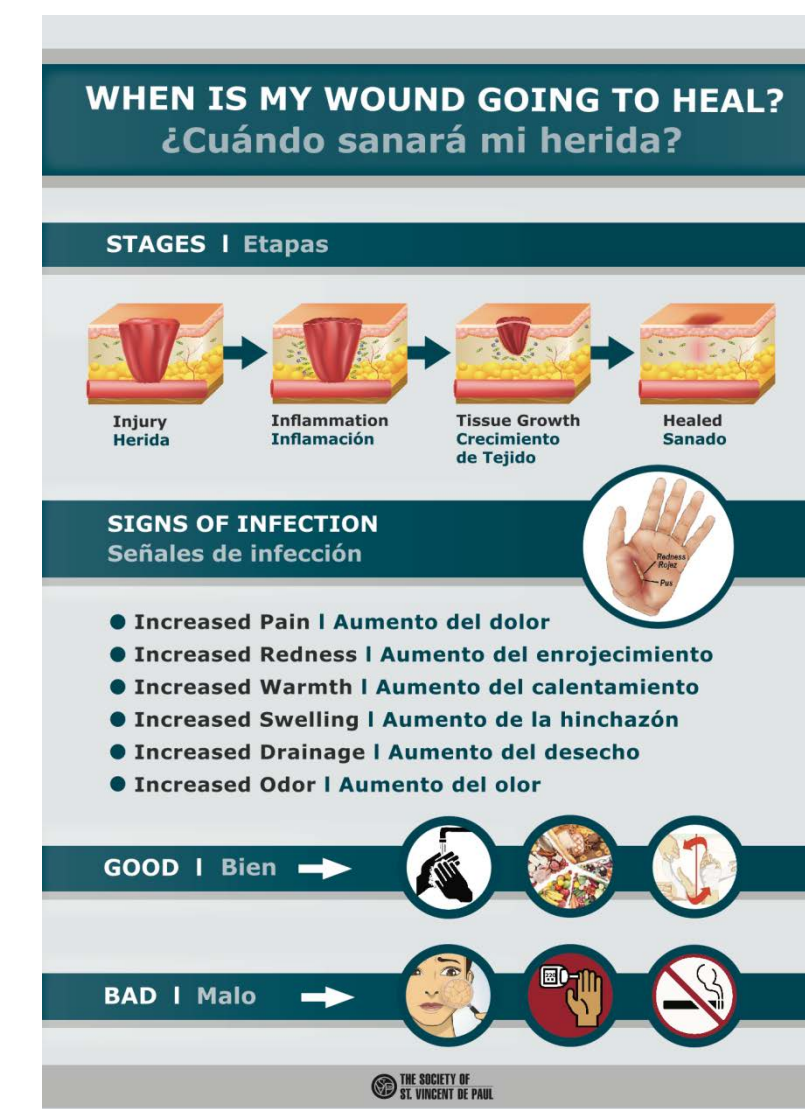 WHEN IS MY WOUND GOING TO HEAL?
¿Cuándo sanará mi herida?
STAGES | Etapas
Injury
Herida
Inflammation
Inflamación
Tissue Growth
Crecimiento
de Tejido
Healed
Sanado
SIGNS OF INFECTION
Señales de infección
Redness
Rojez
Pus
Increased Pain | Aumento del dolor
Increased Redness | Aumento del enrojecimiento
Increased Warmth | Aumento del calentamiento
Increased Swelling | Aumento de la hinchazón
Increased Drainage | Aumento del desecho
Increased Odor | Aumento del olor
GOOD | Bien
BAD | Malo
THE SOCIETY OF
ST. VINCENT DE PAUL